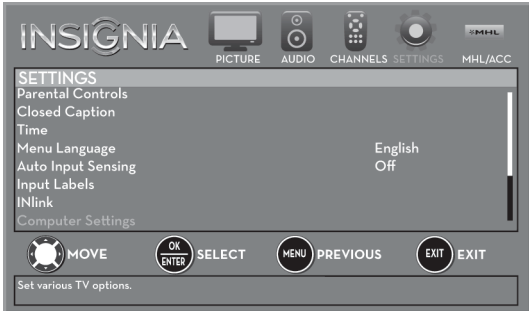 INSIGNIA
PICTURE AUDIO CHANNELS SETTINGS MHL/ACC
MHL
SETTINGS
Parental Controls
Closed Caption
Time
Menu Language English
Auto Input Sensing Off
Input Labels
INlink
Computer Settings
MOVE OK ENTER SELECT MENU PREVIOUS EXIT EXIT
Set various TV options.